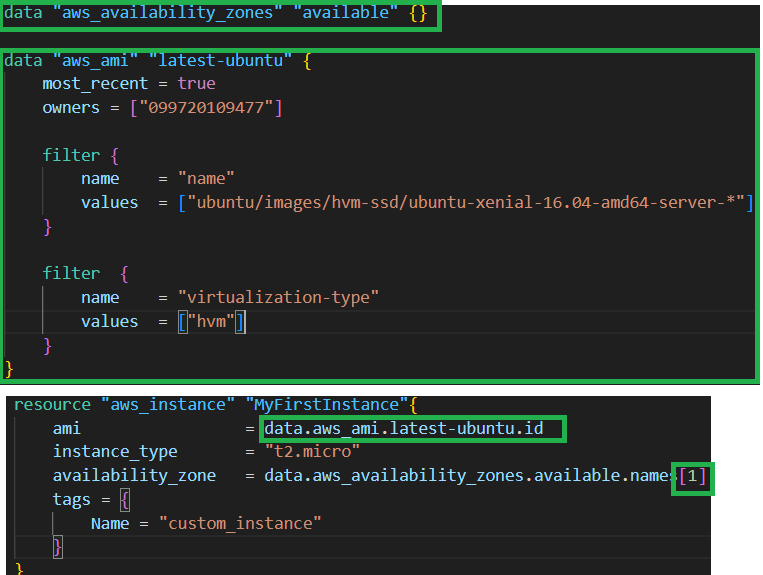 data "aws_availability_zones" "available" {}
data "aws_ami" "latest-ubuntu" {
most_recent = true
owners = ["099720109477"]
filter {
name = "name"
values = ["ubuntu/images/hvm-ssd/ubuntu-xenial-16.04-amd64-server-*"]
}
filter {
name = "virtualization-type"
values = ["hvm"]
}
}
resource "aws_instance" "MyFirstInstance"{
ami = data.aws_ami.latest-ubuntu.id
instance_type = "t2.micro"
availability_zone = data.aws_availability_zones.available.names[1]
tags = {
Name = "custom_instance"
}
}